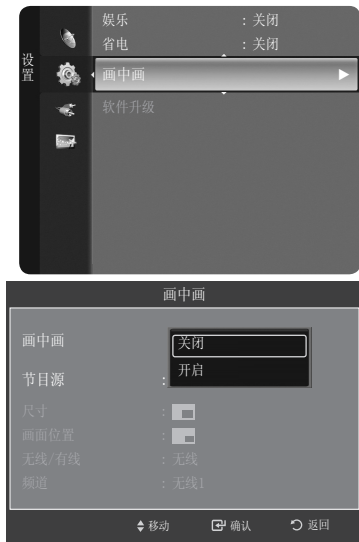 设置
娱乐 : 关闭
省电 : 关闭
画中画
软件升级
画中画
画中画 关闭
开启
节目源 :
尺寸 :
画面位置 :
无线/有线 : 无线
频道 : 无线1
移动 确认 返回